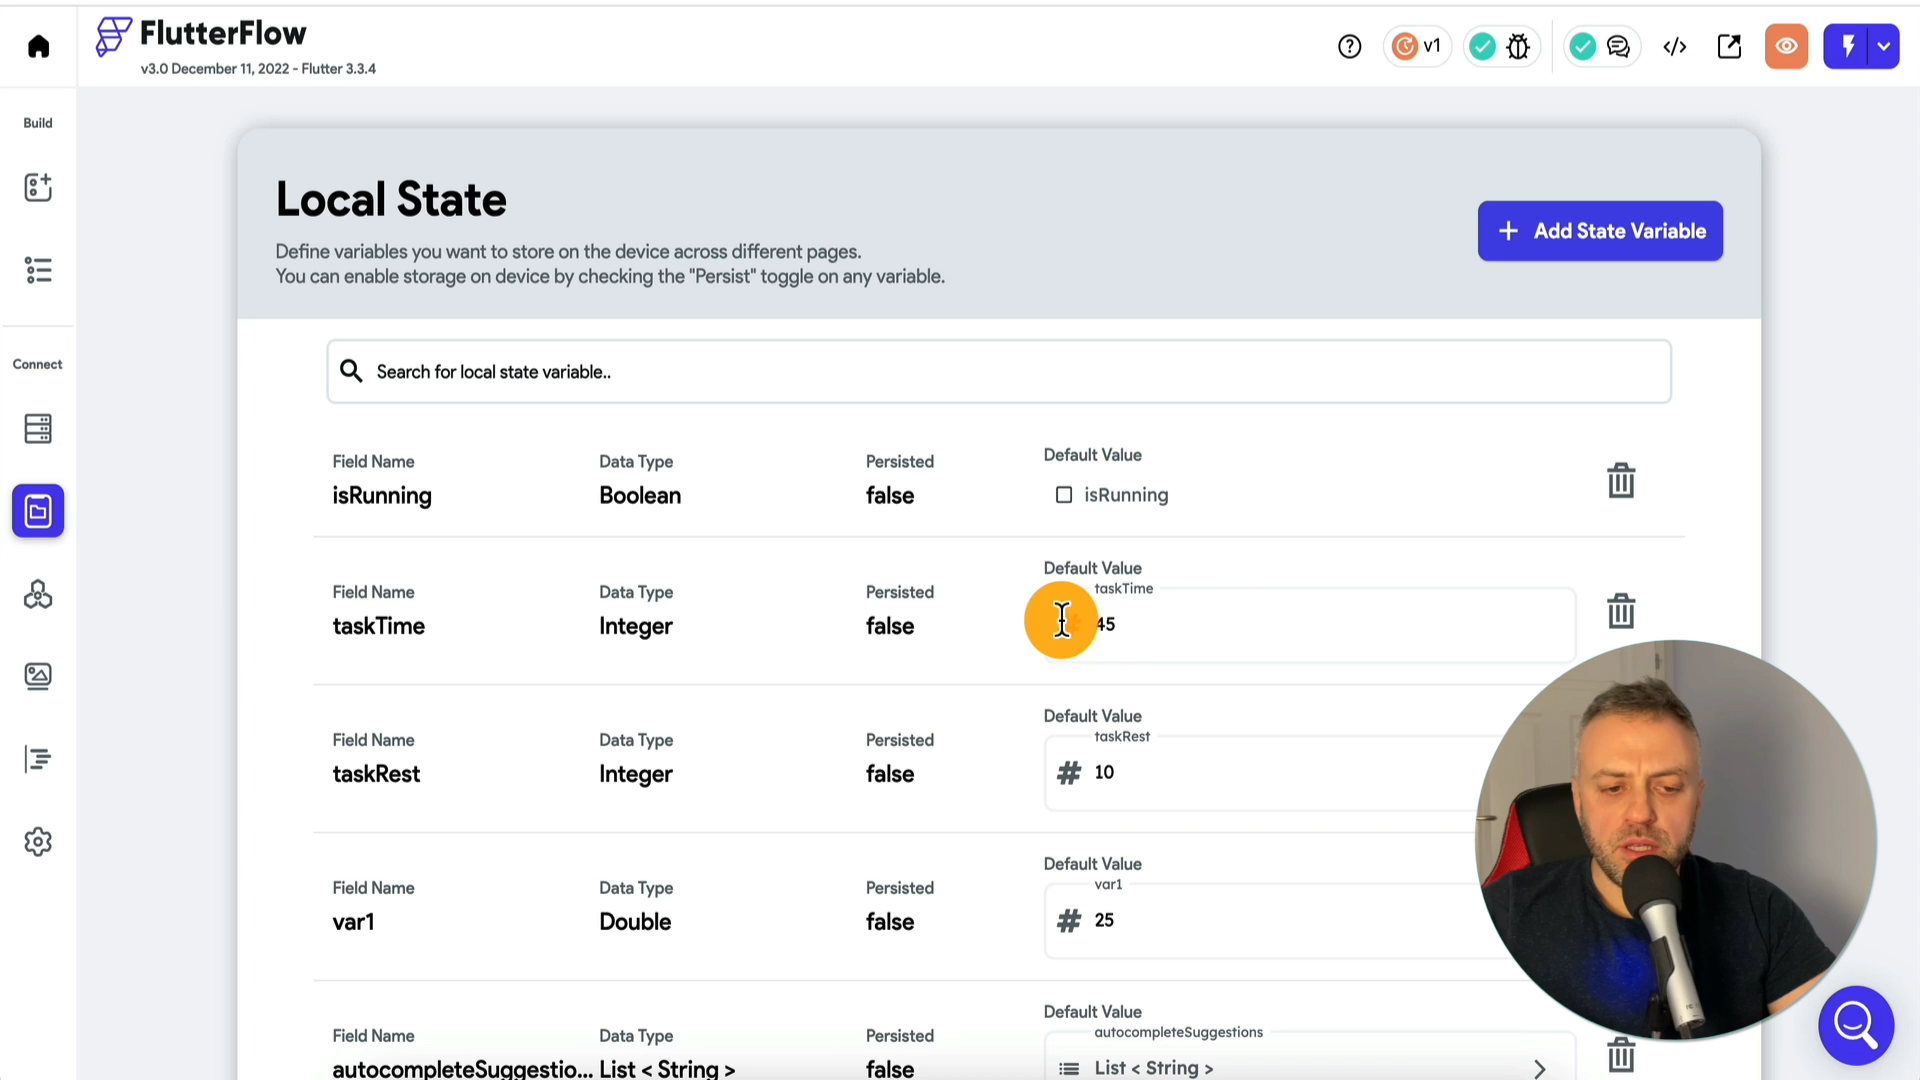 FlutterFlow
v3.0 December 11, 2022 - Flutter 3.3.4
v1
Build
Connect
Local State
Define variables you want to store on the device across different pages.
You can enable storage on device by checking the "Persist" toggle on any variable.
+ Add State Variable
Search for local state variable..
Field Name Data Type Persisted Default Value
isRunning Boolean false isRunning
Field Name Data Type Persisted Default Value
taskTime
taskTime Integer false 45
Field Name Data Type Persisted Default Value
taskRest
taskRest Integer false # 10
Field Name Data Type Persisted Default Value
var1
var1 Double false # 25
Field Name Data Type Persisted Default Value
autocompleteSuggestions
autocompleteSuggestio... List < String > false List < String >